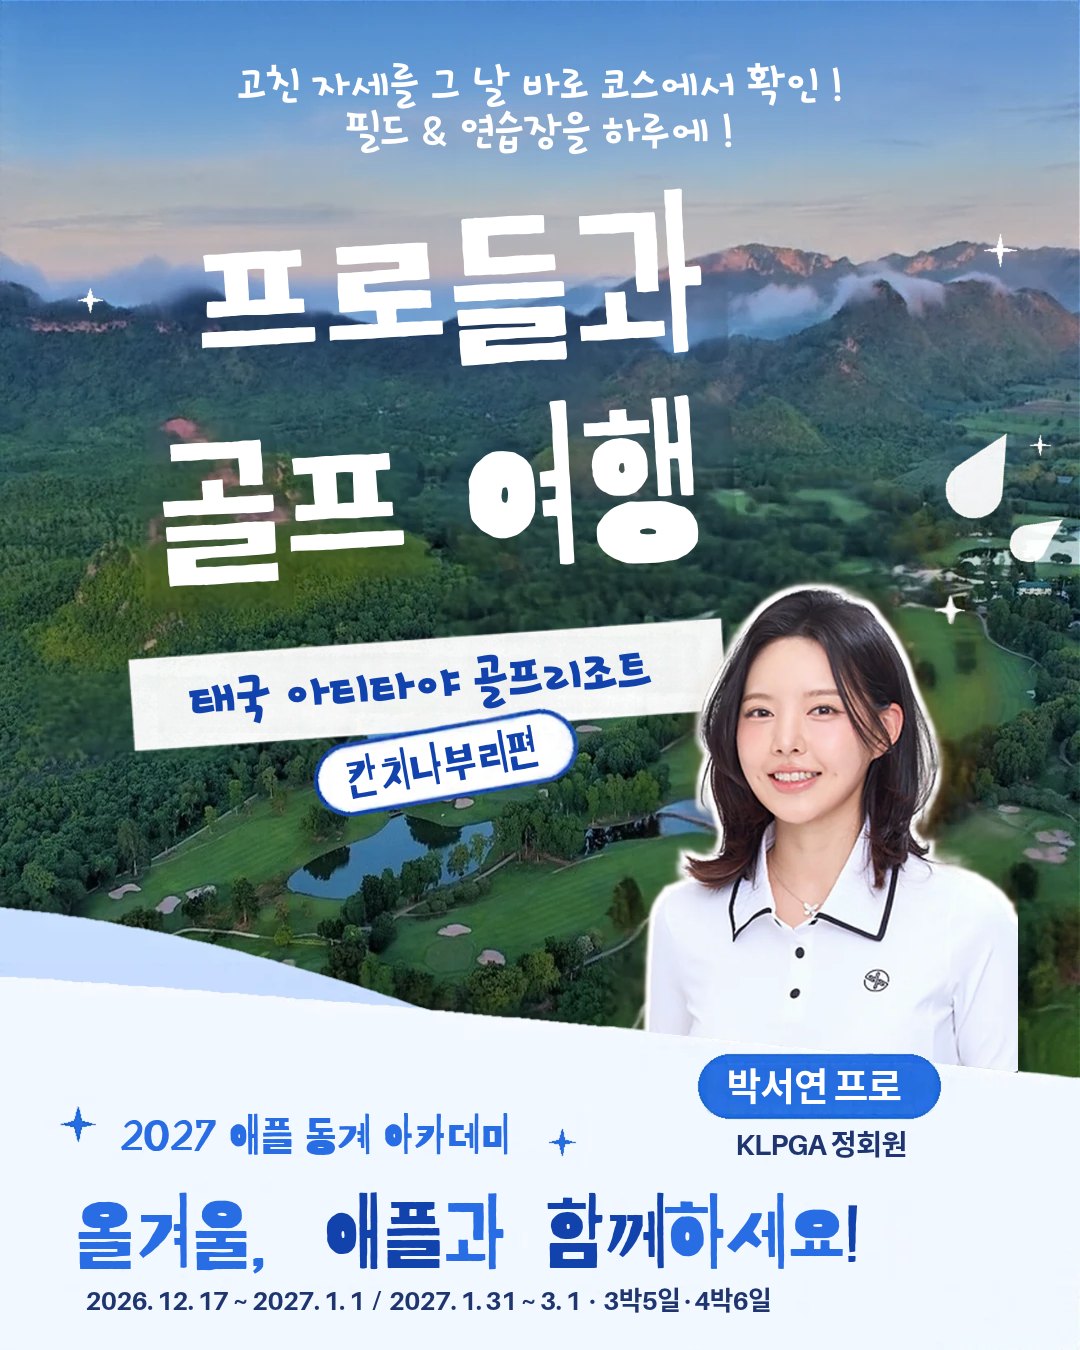 고친 자세를 그 날 바로 코스에서 확인 !
필드 & 연습장을 하루에 !
프로들과
골프 여행
태국 아티타야 골프리조트
칸치나부리편
박서연 프로
KLPGA 정회원
2027 애플 동계 아카데미
올겨울, 애플과 함께하세요!
2026. 12. 17 ~ 2027. 1. 1 / 2027. 1. 31 ~ 3. 1 · 3박5일 · 4박6일